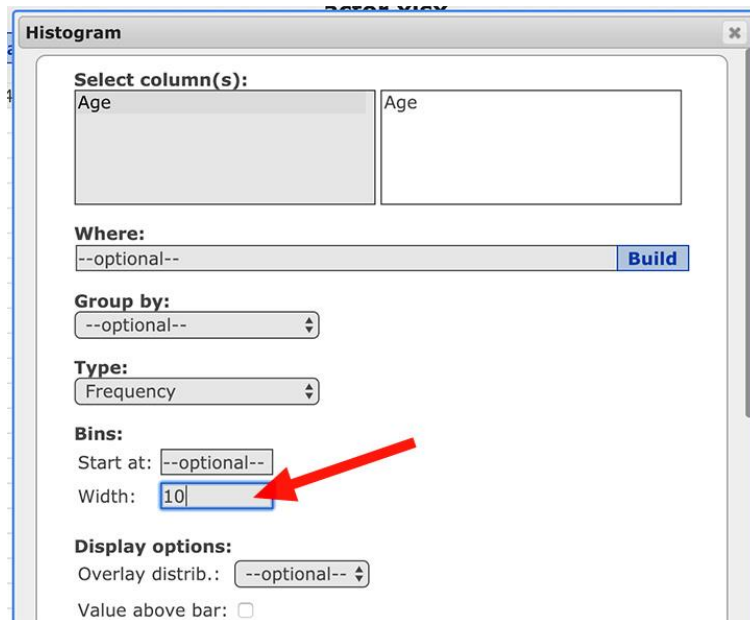 Histogram
Select column(s):
Age Age
Where:
--optional-- Build
Group by:
--optional--
Type:
Frequency
Bins:
Start at: --optional--
Width: 10
Display options:
Overlay distrib.: --optional--
Value above bar: